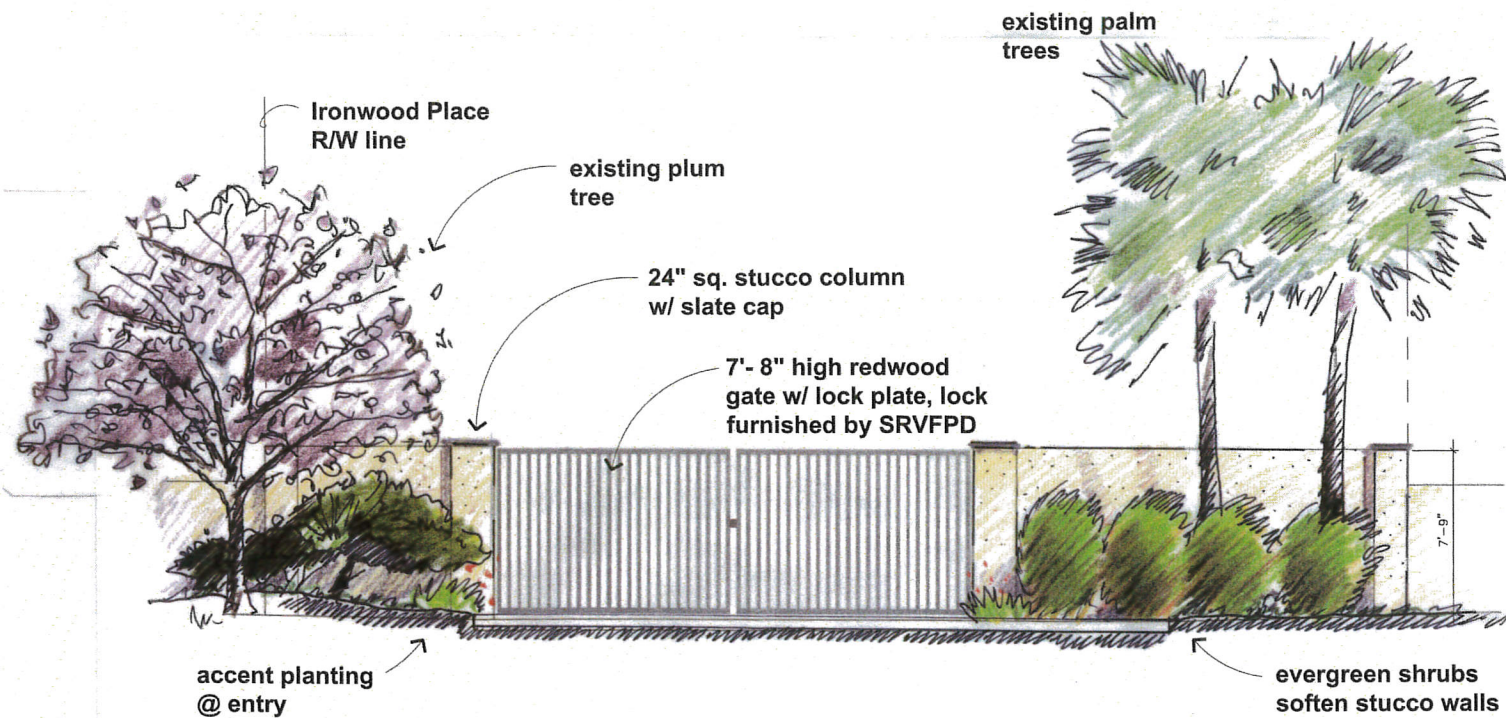 existing palm
trees
Ironwood Place
R/W line
existing plum
tree
24" sq. stucco column
w/ slate cap
7'- 8" high redwood
gate w/ lock plate, lock
furnished by SRVFPD
7'-9"
accent planting
@ entry
evergreen shrubs
soften stucco walls